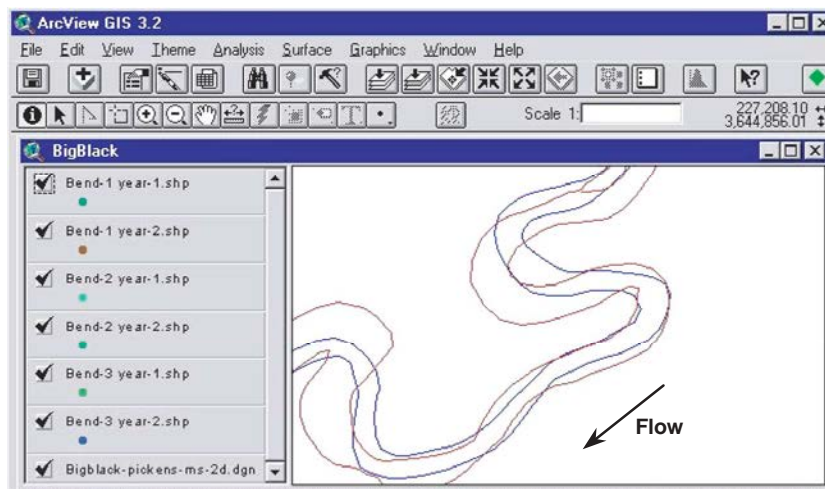 ArcView GIS 3.2
File Edit View Theme Analysis Surface Graphics Window Help
Scale 1:
227,208.10
3,644,856.01
BigBlack
Bend-1 year-1.shp
Bend-1 year-2.shp
Bend-2 year-1.shp
Bend-2 year-2.shp
Bend-3 year-1.shp
Bend-3 year-2.shp
Bigblack-pickens-ms-2d.dgn
Flow